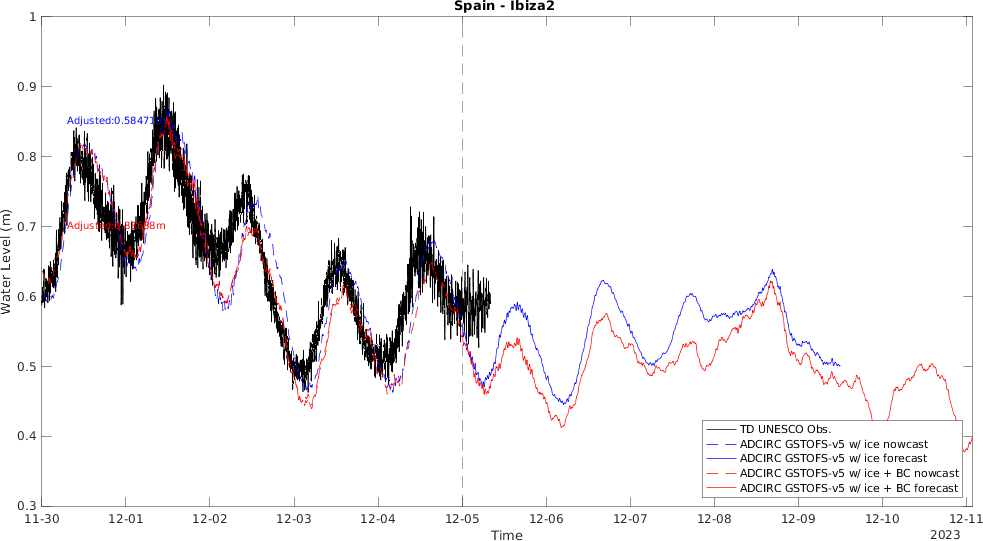 Spain - Ibiza2
1
0.9
0.8
0.7
0.6
0.5
0.4
0.3
Water Level (m)
Adjusted:0.58471
Adjusted:
11-30
12-01
12-02
12-03
12-04
12-05
12-06
12-07
12-08
12-09
12-10
12-11
2023
Time
TD UNESCO Obs.
ADCIRC GSTOFS-v5 w/ ice nowcast
ADCIRC GSTOFS-v5 w/ ice forecast
ADCIRC GSTOFS-v5 w/ ice + BC nowcast
ADCIRC GSTOFS-v5 w/ ice + BC forecast